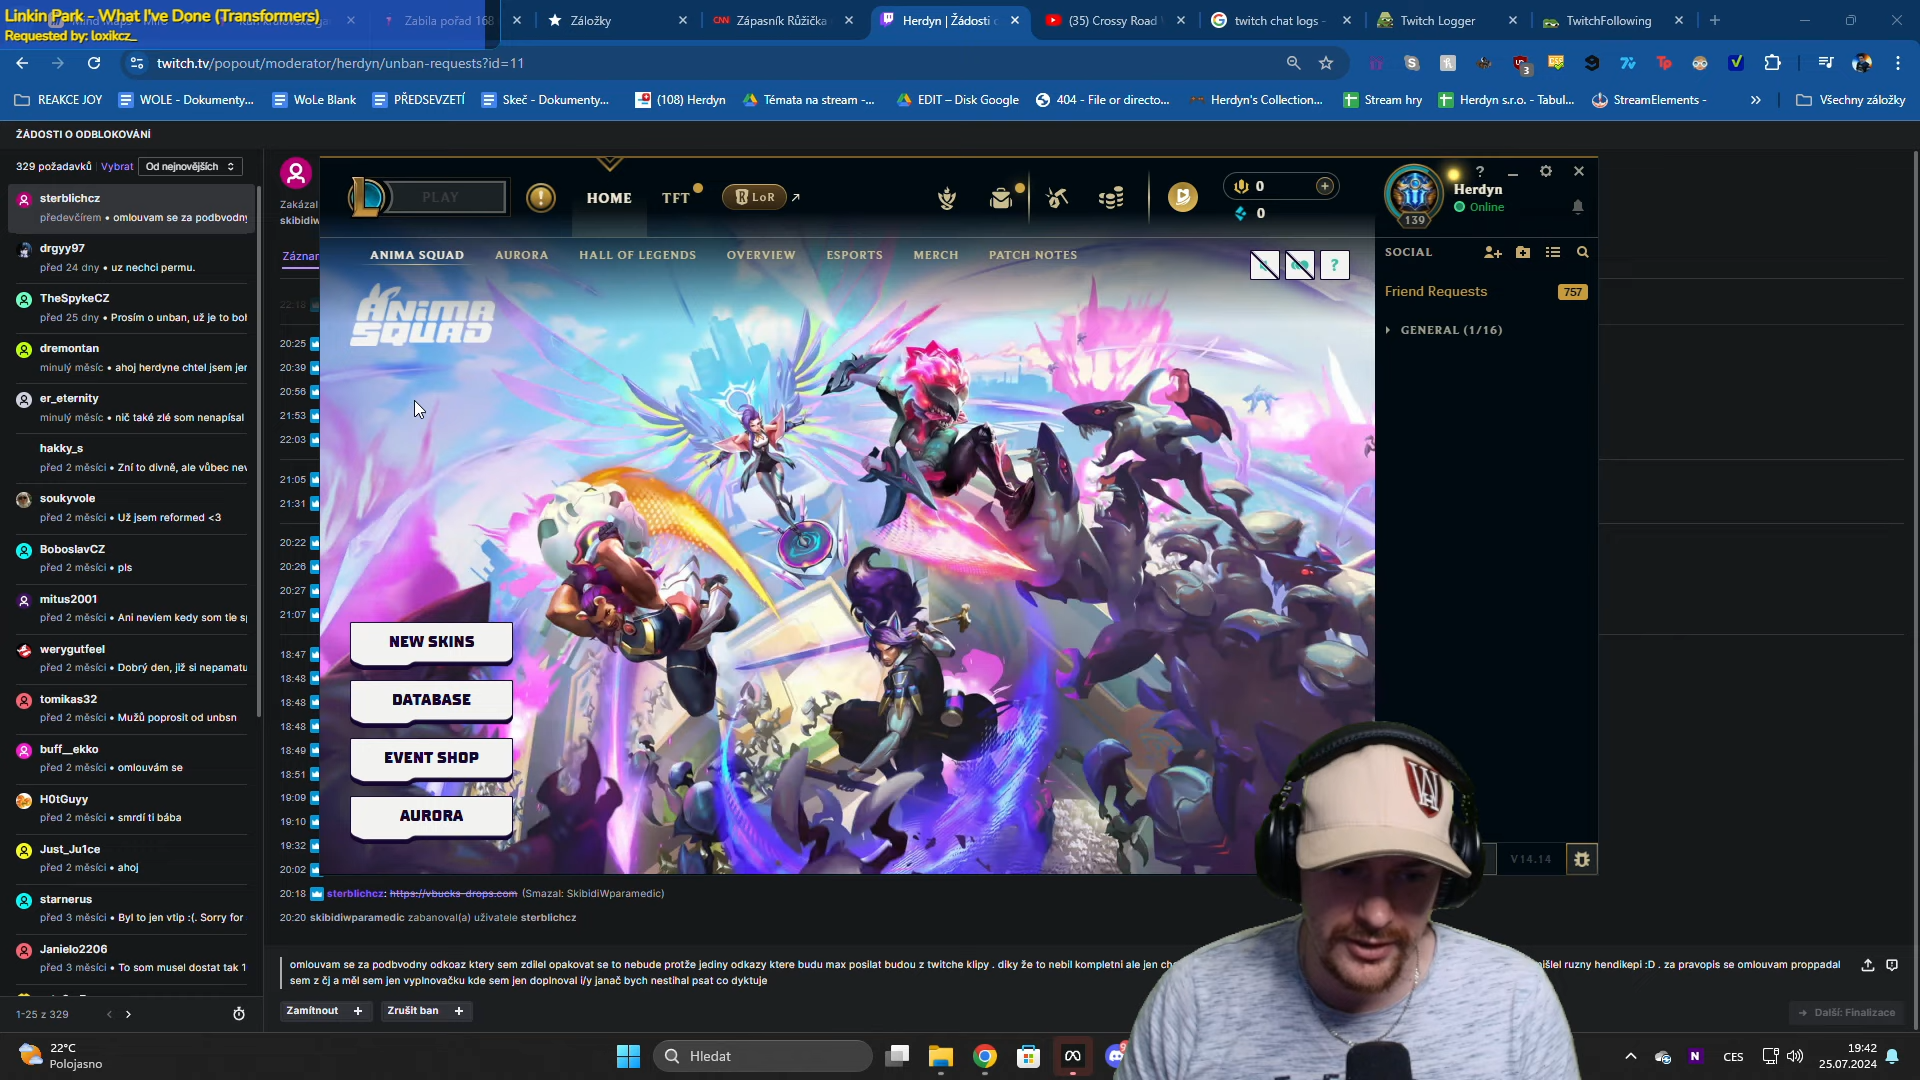 Linkin Park - What I've Done (Transformers)
Requested by: loxikcz_
Zabila pořád 168
Záložky
Zápasník Růžička
Herdyn | Žádosti o
(35) Crossy Road
twitch chat logs -
Twitch Logger
TwitchFollowing
twitch.tv/popout/moderator/herdyn/unban-requests?id=11
REAKCE JOY
WOLE - Dokumenty...
WoLe Blank
PŘEDSEVZETÍ
Skeč - Dokumenty...
(108) Herdyn
Témata na stream -...
EDIT – Disk Google
404 - File or directo...
Herdyn's Collection...
Stream hry
Herdyn s.r.o. - Tabul...
StreamElements -
Všechny záložky
ŽÁDOSTI O ODBLOKOVÁNÍ
329 požadavků
Vybrat
Od nejnovějších
sterblichcz
předevčírem • omlouvam se za podbvodny
drgyy97
před 24 dny • uz nechci permu.
TheSpykeCZ
před 25 dny • Prosím o unban, už je to boh
dremontan
minulý měsíc • ahoj herdyne chtel jsem jen
er_eternity
minulý měsíc • nič také zlé som nenapísal
hakky_s
před 2 měsíci • Zní to divně, ale vůbec nev
soukyvole
před 2 měsíci • Už jsem reformed <3
BoboslavCZ
před 2 měsíci • pls
mitus2001
před 2 měsíci • Ani neviem kedy som tie sp
werygutfeel
před 2 měsíci • Dobrý den, již si nepamatu
tomikas32
před 2 měsíci • Mužů poprosit od unbsn
buff__ekko
před 2 měsíci • omlouvám se
H0tGuyy
před 2 měsíci • smrdí ti bába
Just_Ju1ce
před 2 měsíci • ahoj
starnerus
před 3 měsíci • Byl to jen vtip :(. Sorry for
Janielo2206
před 3 měsíci • To som musel dostat tak 1
1-25 z 329
Zakázal
skibidiw
Záznam
22:18
20:25
20:39
20:56
21:53
22:03
21:05
21:31
20:22
20:26
20:27
21:07
18:47
18:48
18:48
18:48
18:49
18:51
19:09
19:10
19:32
20:02
PLAY
HOME
TFT
LoR
0
0
139
Herdyn
Online
ANIMA SQUAD
AURORA
HALL OF LEGENDS
OVERVIEW
ESPORTS
MERCH
PATCH NOTES
ANIMA
SQUAD
NEW SKINS
DATABASE
EVENT SHOP
AURORA
SOCIAL
Friend Requests
757
GENERAL (1/16)
V14.14
20:18 sterblichcz: https://vbucks-drops.com (Smazal: SkibidiWparamedic)
20:20 skibidiwparamedic zabanoval(a) uživatele sterblichcz
omlouvam se za podbvodny odkoaz ktery sem zdilel opakovat se to nebude protže jediny odkazy ktere budu max posilat budou z twitche klipy . diky že to nebil kompletni ale jen ch
išlel ruzny hendikepi :D . za pravopis se omlouvam proppadal
sem z čj a měl sem jen vyplnovačku kde sem jen doplnoval i/y janač bych nestihal psat co dyktuje
Zamítnout
Zrušit ban
Další: Finalizace
22°C
Polojasno
Hledat
CES
19:42
25.07.2024